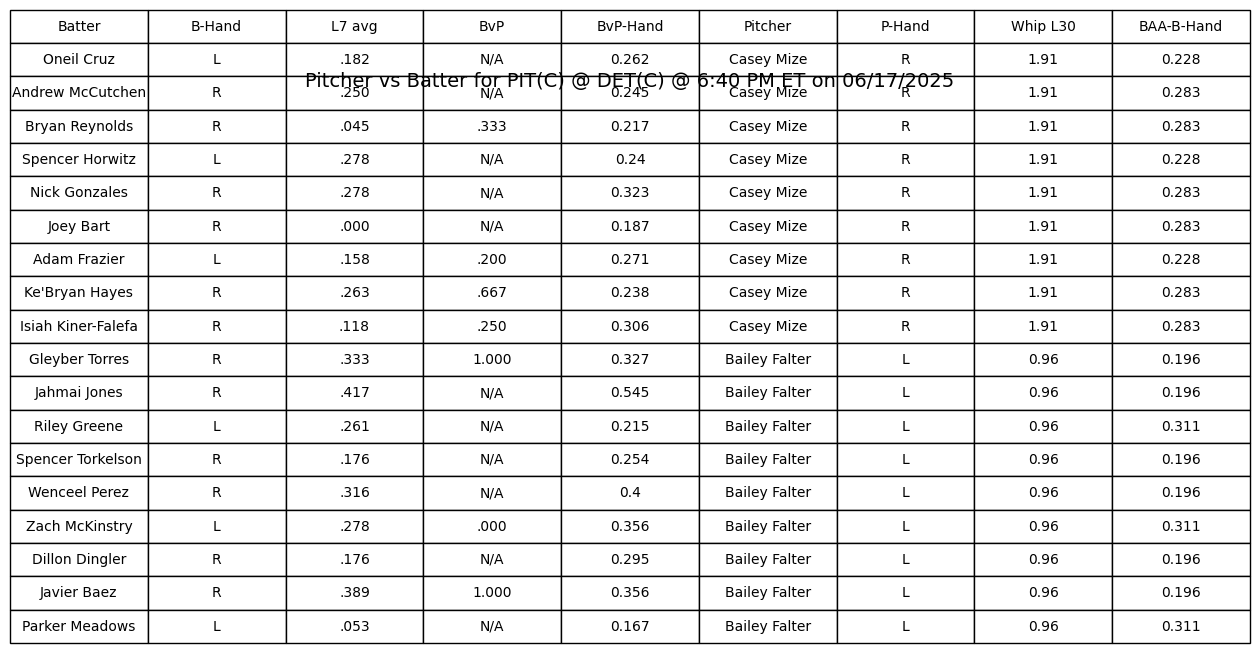 Batter B-Hand L7 avg BvP BvP-Hand Pitcher P-Hand Whip L30 BAA-B-Hand
Oneil Cruz L .182 N/A 0.262 Casey Mize R 1.91 0.228
Pitcher vs Batter for PIT(C) @ DET(C) @ 6:40 PM ET on 06/17/2025
Andrew McCutchen R .250 N/A 0.245 Casey Mize R 1.91 0.283
Bryan Reynolds R .045 .333 0.217 Casey Mize R 1.91 0.283
Spencer Horwitz L .278 N/A 0.24 Casey Mize R 1.91 0.228
Nick Gonzales R .278 N/A 0.323 Casey Mize R 1.91 0.283
Joey Bart R .000 N/A 0.187 Casey Mize R 1.91 0.283
Adam Frazier L .158 .200 0.271 Casey Mize R 1.91 0.228
Ke'Bryan Hayes R .263 .667 0.238 Casey Mize R 1.91 0.283
Isiah Kiner-Falefa R .118 .250 0.306 Casey Mize R 1.91 0.283
Gleyber Torres R .333 1.000 0.327 Bailey Falter L 0.96 0.196
Jahmai Jones R .417 N/A 0.545 Bailey Falter L 0.96 0.196
Riley Greene L .261 N/A 0.215 Bailey Falter L 0.96 0.311
Spencer Torkelson R .176 N/A 0.254 Bailey Falter L 0.96 0.196
Wenceel Perez R .316 N/A 0.4 Bailey Falter L 0.96 0.196
Zach McKinstry L .278 .000 0.356 Bailey Falter L 0.96 0.311
Dillon Dingler R .176 N/A 0.295 Bailey Falter L 0.96 0.196
Javier Baez R .389 1.000 0.356 Bailey Falter L 0.96 0.196
Parker Meadows L .053 N/A 0.167 Bailey Falter L 0.96 0.311